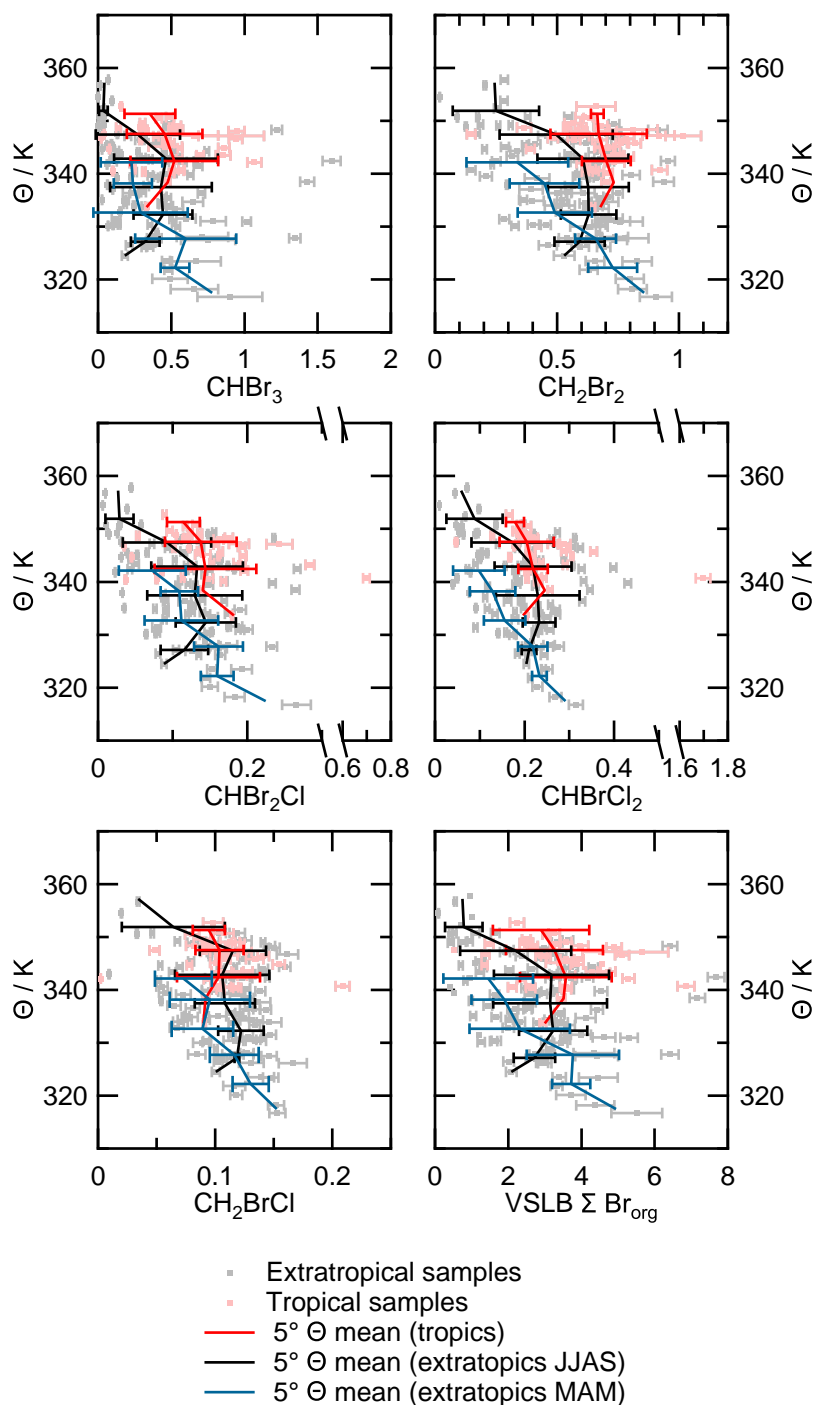 360
340
320
Θ / K
0
0.5
1
1.5
2
CHBr₃
360
340
320
Θ / K
0
0.5
1
CH₂Br₂
360
340
320
Θ / K
0
0.2
0.6
0.8
CHBr₂Cl
360
340
320
Θ / K
0
0.2
0.4
1.6
1.8
CHBrCl₂
360
340
320
Θ / K
0
0.1
0.2
CH₂BrCl
360
340
320
Θ / K
0
2
4
6
8
VSLB Σ Br_org
Extratropical samples
Tropical samples
5° Θ mean (tropics)
5° Θ mean (extratopics JJAS)
5° Θ mean (extratopics MAM)